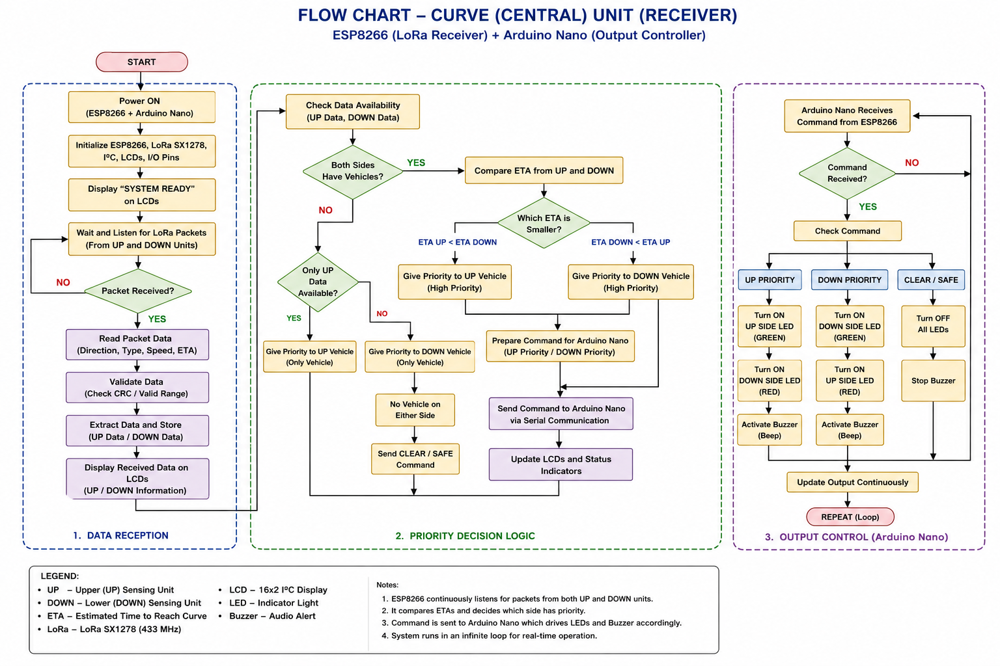 FLOW CHART – CURVE (CENTRAL) UNIT (RECEIVER)
ESP8266 (LoRa Receiver) + Arduino Nano (Output Controller)
START
Power ON
(ESP8266 + Arduino Nano)
Initialize ESP8266, LoRa SX1278,
IºC, LCDs, I/O Pins
Display “SYSTEM READY”
on LCDs
Wait and Listen for LoRa Packets
(From UP and DOWN Units)
Packet Received?
NO
YES
Read Packet Data
(Direction, Type, Speed, ETA)
Validate Data
(Check CRC / Valid Range)
Extract Data and Store
(UP Data / DOWN Data)
Display Received Data on
LCDs
(UP / DOWN Information)
1. DATA RECEPTION
Check Data Availability
(UP Data, DOWN Data)
Both Sides
Have Vehicles?
YES
NO
Compare ETA from UP and DOWN
Which ETA is
Smaller?
ETA UP < ETA DOWN
ETA DOWN < ETA UP
Give Priority to UP Vehicle
(High Priority)
Give Priority to DOWN Vehicle
(High Priority)
Only UP
Data
Available?
YES
NO
Give Priority to UP Vehicle
(Only Vehicle)
Give Priority to DOWN Vehicle
(Only Vehicle)
Prepare Command for Arduino Nano
(UP Priority / DOWN Priority)
No Vehicle on
Either Side
Send CLEAR / SAFE
Command
Send Command to Arduino Nano
via Serial Communication
Update LCDs and Status
Indicators
2. PRIORITY DECISION LOGIC
Arduino Nano Receives
Command from ESP8266
Command
Received?
NO
YES
Check Command
UP PRIORITY
DOWN PRIORITY
CLEAR / SAFE
Turn ON
UP SIDE LED
(GREEN)
Turn ON
DOWN SIDE LED
(GREEN)
Turn OFF
All LEDs
Turn ON
DOWN SIDE LED
(RED)
Turn ON
UP SIDE LED
(RED)
Stop Buzzer
Activate Buzzer
(Beep)
Activate Buzzer
(Beep)
Update Output Continuously
REPEAT (Loop)
3. OUTPUT CONTROL (Arduino Nano)
LEGEND:
• UP – Upper (UP) Sensing Unit
• DOWN – Lower (DOWN) Sensing Unit
• ETA – Estimated Time to Reach Curve
• LoRa – LoRa SX1278 (433 MHz)
• LCD – 16x2 IºC Display
• LED – Indicator Light
• Buzzer – Audio Alert
Notes:
1. ESP8266 continuously listens for packets from both UP and DOWN units.
2. It compares ETAs and decides which side has priority.
3. Command is sent to Arduino Nano which drives LEDs and Buzzer accordingly.
4. System runs in an infinite loop for real-time operation.